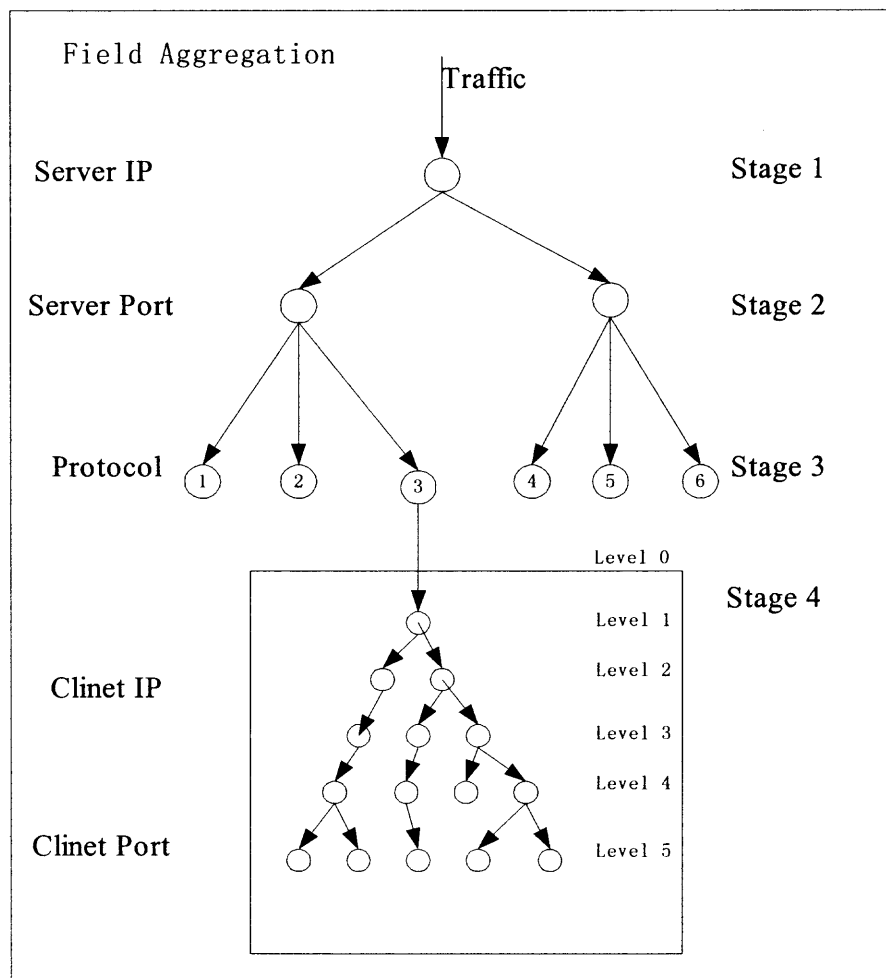 Field Aggregation
Traffic
Server IP
Stage 1
Server Port
Stage 2
Protocol
1
2
3
4
5
6
Stage 3
Level 0
Stage 4
Level 1
Level 2
Clinet IP
Level 3
Level 4
Clinet Port
Level 5